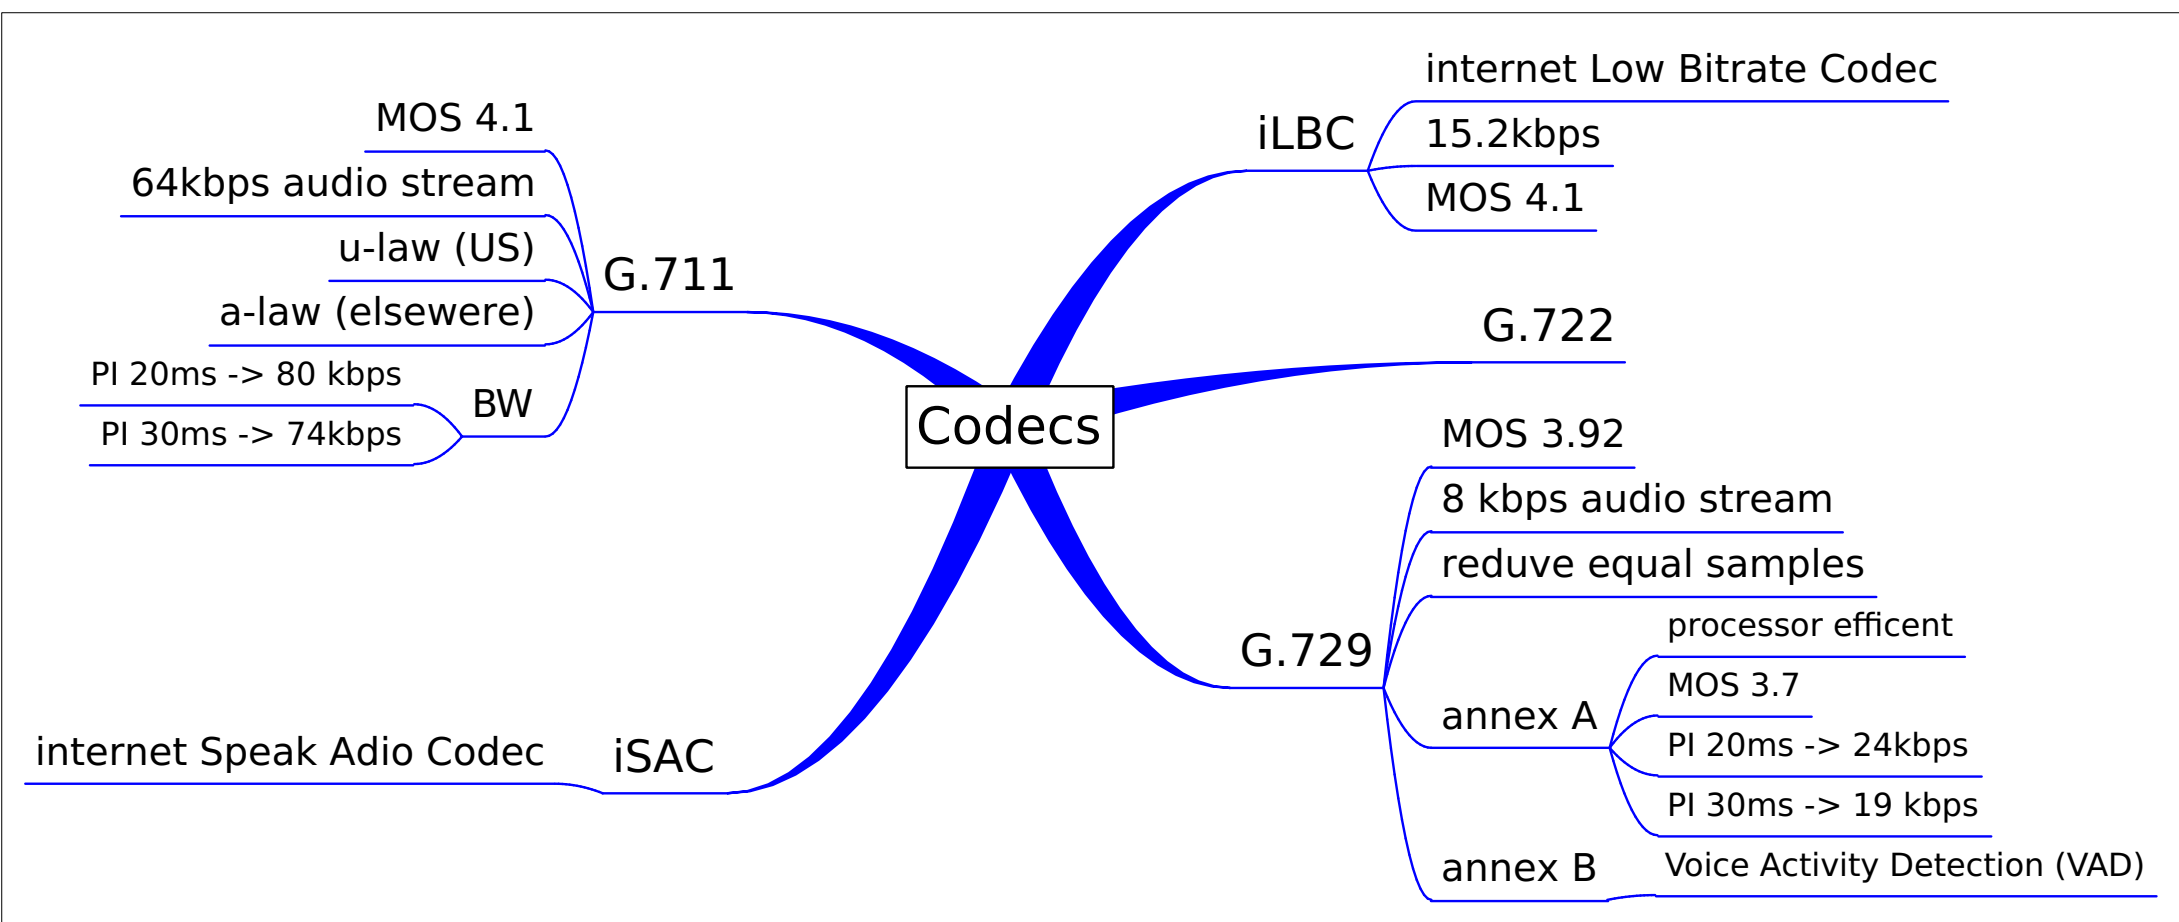 Codecs
iLBC
internet Low Bitrate Codec
15.2kbps
MOS 4.1
G.722
G.729
MOS 3.92
8 kbps audio stream
reduve equal samples
annex A
processor efficent
MOS 3.7
PI 20ms -> 24kbps
PI 30ms -> 19 kbps
annex B
Voice Activity Detection (VAD)
G.711
MOS 4.1
64kbps audio stream
u-law (US)
a-law (elsewere)
BW
PI 20ms -> 80 kbps
PI 30ms -> 74kbps
iSAC
internet Speak Adio Codec